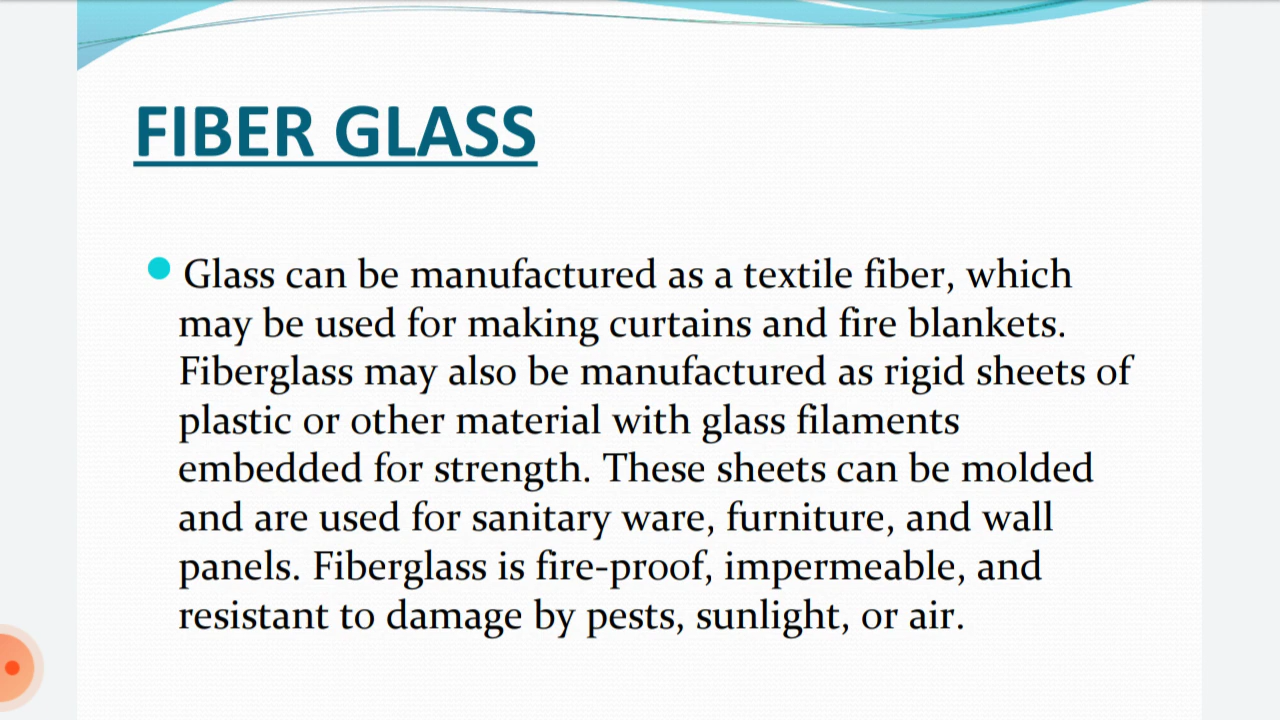 FIBER GLASS
Glass can be manufactured as a textile fiber, which
may be used for making curtains and fire blankets.
Fiberglass may also be manufactured as rigid sheets of
plastic or other material with glass filaments
embedded for strength. These sheets can be molded
and are used for sanitary ware, furniture, and wall
panels. Fiberglass is fire-proof, impermeable, and
resistant to damage by pests, sunlight, or air.